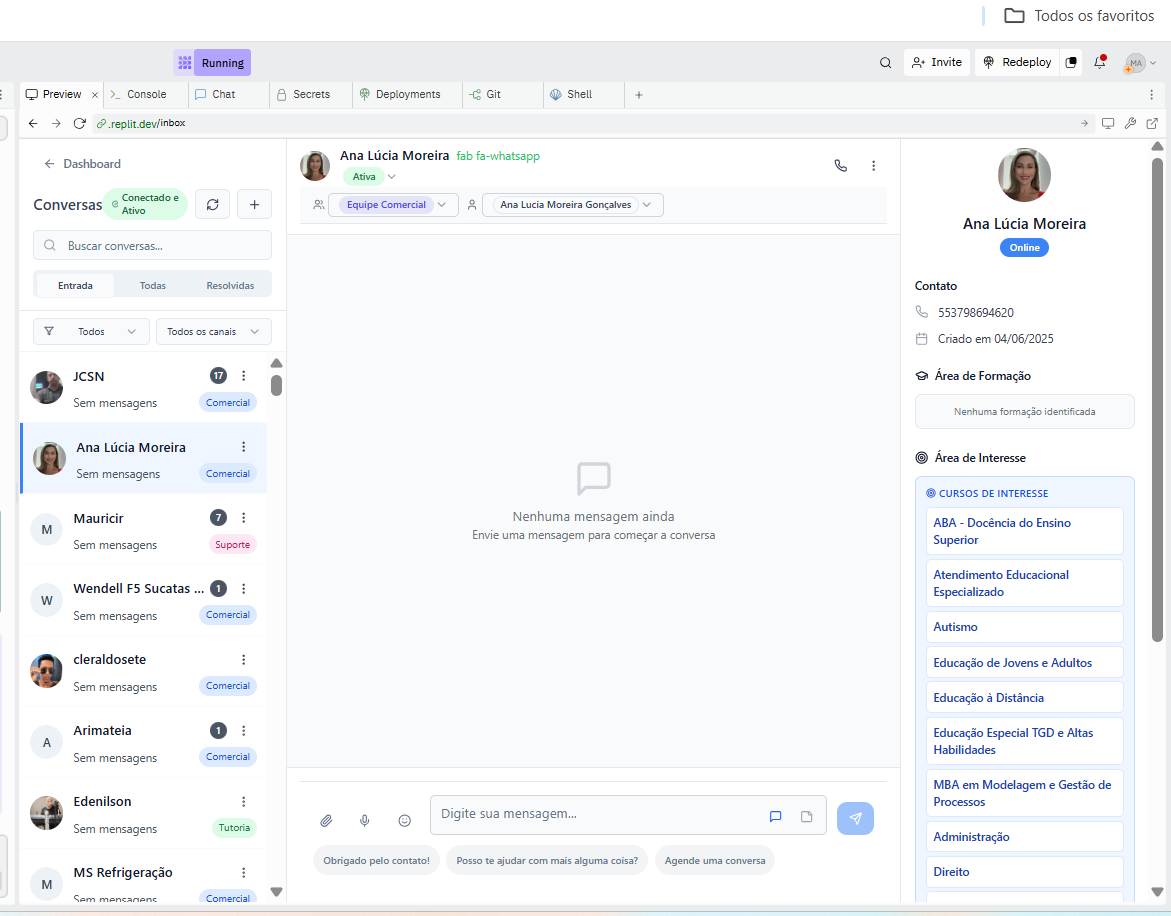 Todos os favoritos
Running
Invite
Redeploy
MA
Preview
Console
Chat
Secrets
Deployments
Git
Shell
.replit.dev/inbox
Dashboard
Conversas
Conectado e
Ativo
Buscar conversas...
Entrada
Todas
Resolvidas
Todos
Todos os canais
JCSN
17
Sem mensagens
Comercial
Ana Lúcia Moreira
Sem mensagens
Comercial
M
Mauricir
7
Sem mensagens
Suporte
W
Wendell F5 Sucatas ...
1
Sem mensagens
Comercial
cleraldosete
Sem mensagens
Comercial
A
Arimateia
1
Sem mensagens
Comercial
Edenilson
Sem mensagens
Tutoria
M
MS Refrigeração
Sem mensagens
Comercial
Ana Lúcia Moreira
fab fa-whatsapp
Ativa
Equipe Comercial
Ana Lucia Moreira Gonçalves
Nenhuma mensagem ainda
Envie uma mensagem para começar a conversa
Digite sua mensagem...
Obrigado pelo contato!
Posso te ajudar com mais alguma coisa?
Agende uma conversa
Ana Lúcia Moreira
Online
Contato
553798694620
Criado em 04/06/2025
Área de Formação
Nenhuma formação identificada
Área de Interesse
CURSOS DE INTERESSE
ABA - Docência do Ensino
Superior
Atendimento Educacional
Especializado
Autismo
Educação de Jovens e Adultos
Educação à Distância
Educação Especial TGD e Altas
Habilidades
MBA em Modelagem e Gestão de
Processos
Administração
Direito